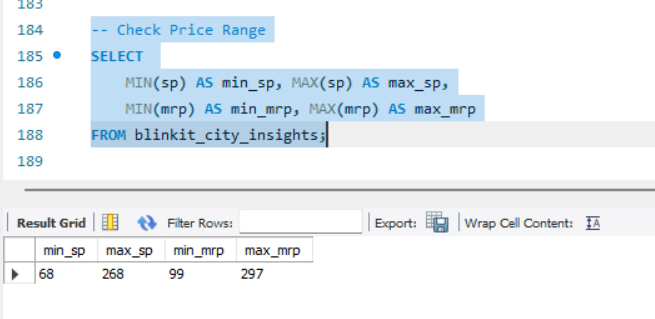 183
184 -- Check Price Range
185 SELECT
186 MIN(sp) AS min_sp, MAX(sp) AS max_sp,
187 MIN(mrp) AS min_mrp, MAX(mrp) AS max_mrp
188 FROM blinkit_city_insights;
189
Result Grid Filter Rows: Export: Wrap Cell Content: IA
min_sp max_sp min_mrp max_mrp
68 268 99 297